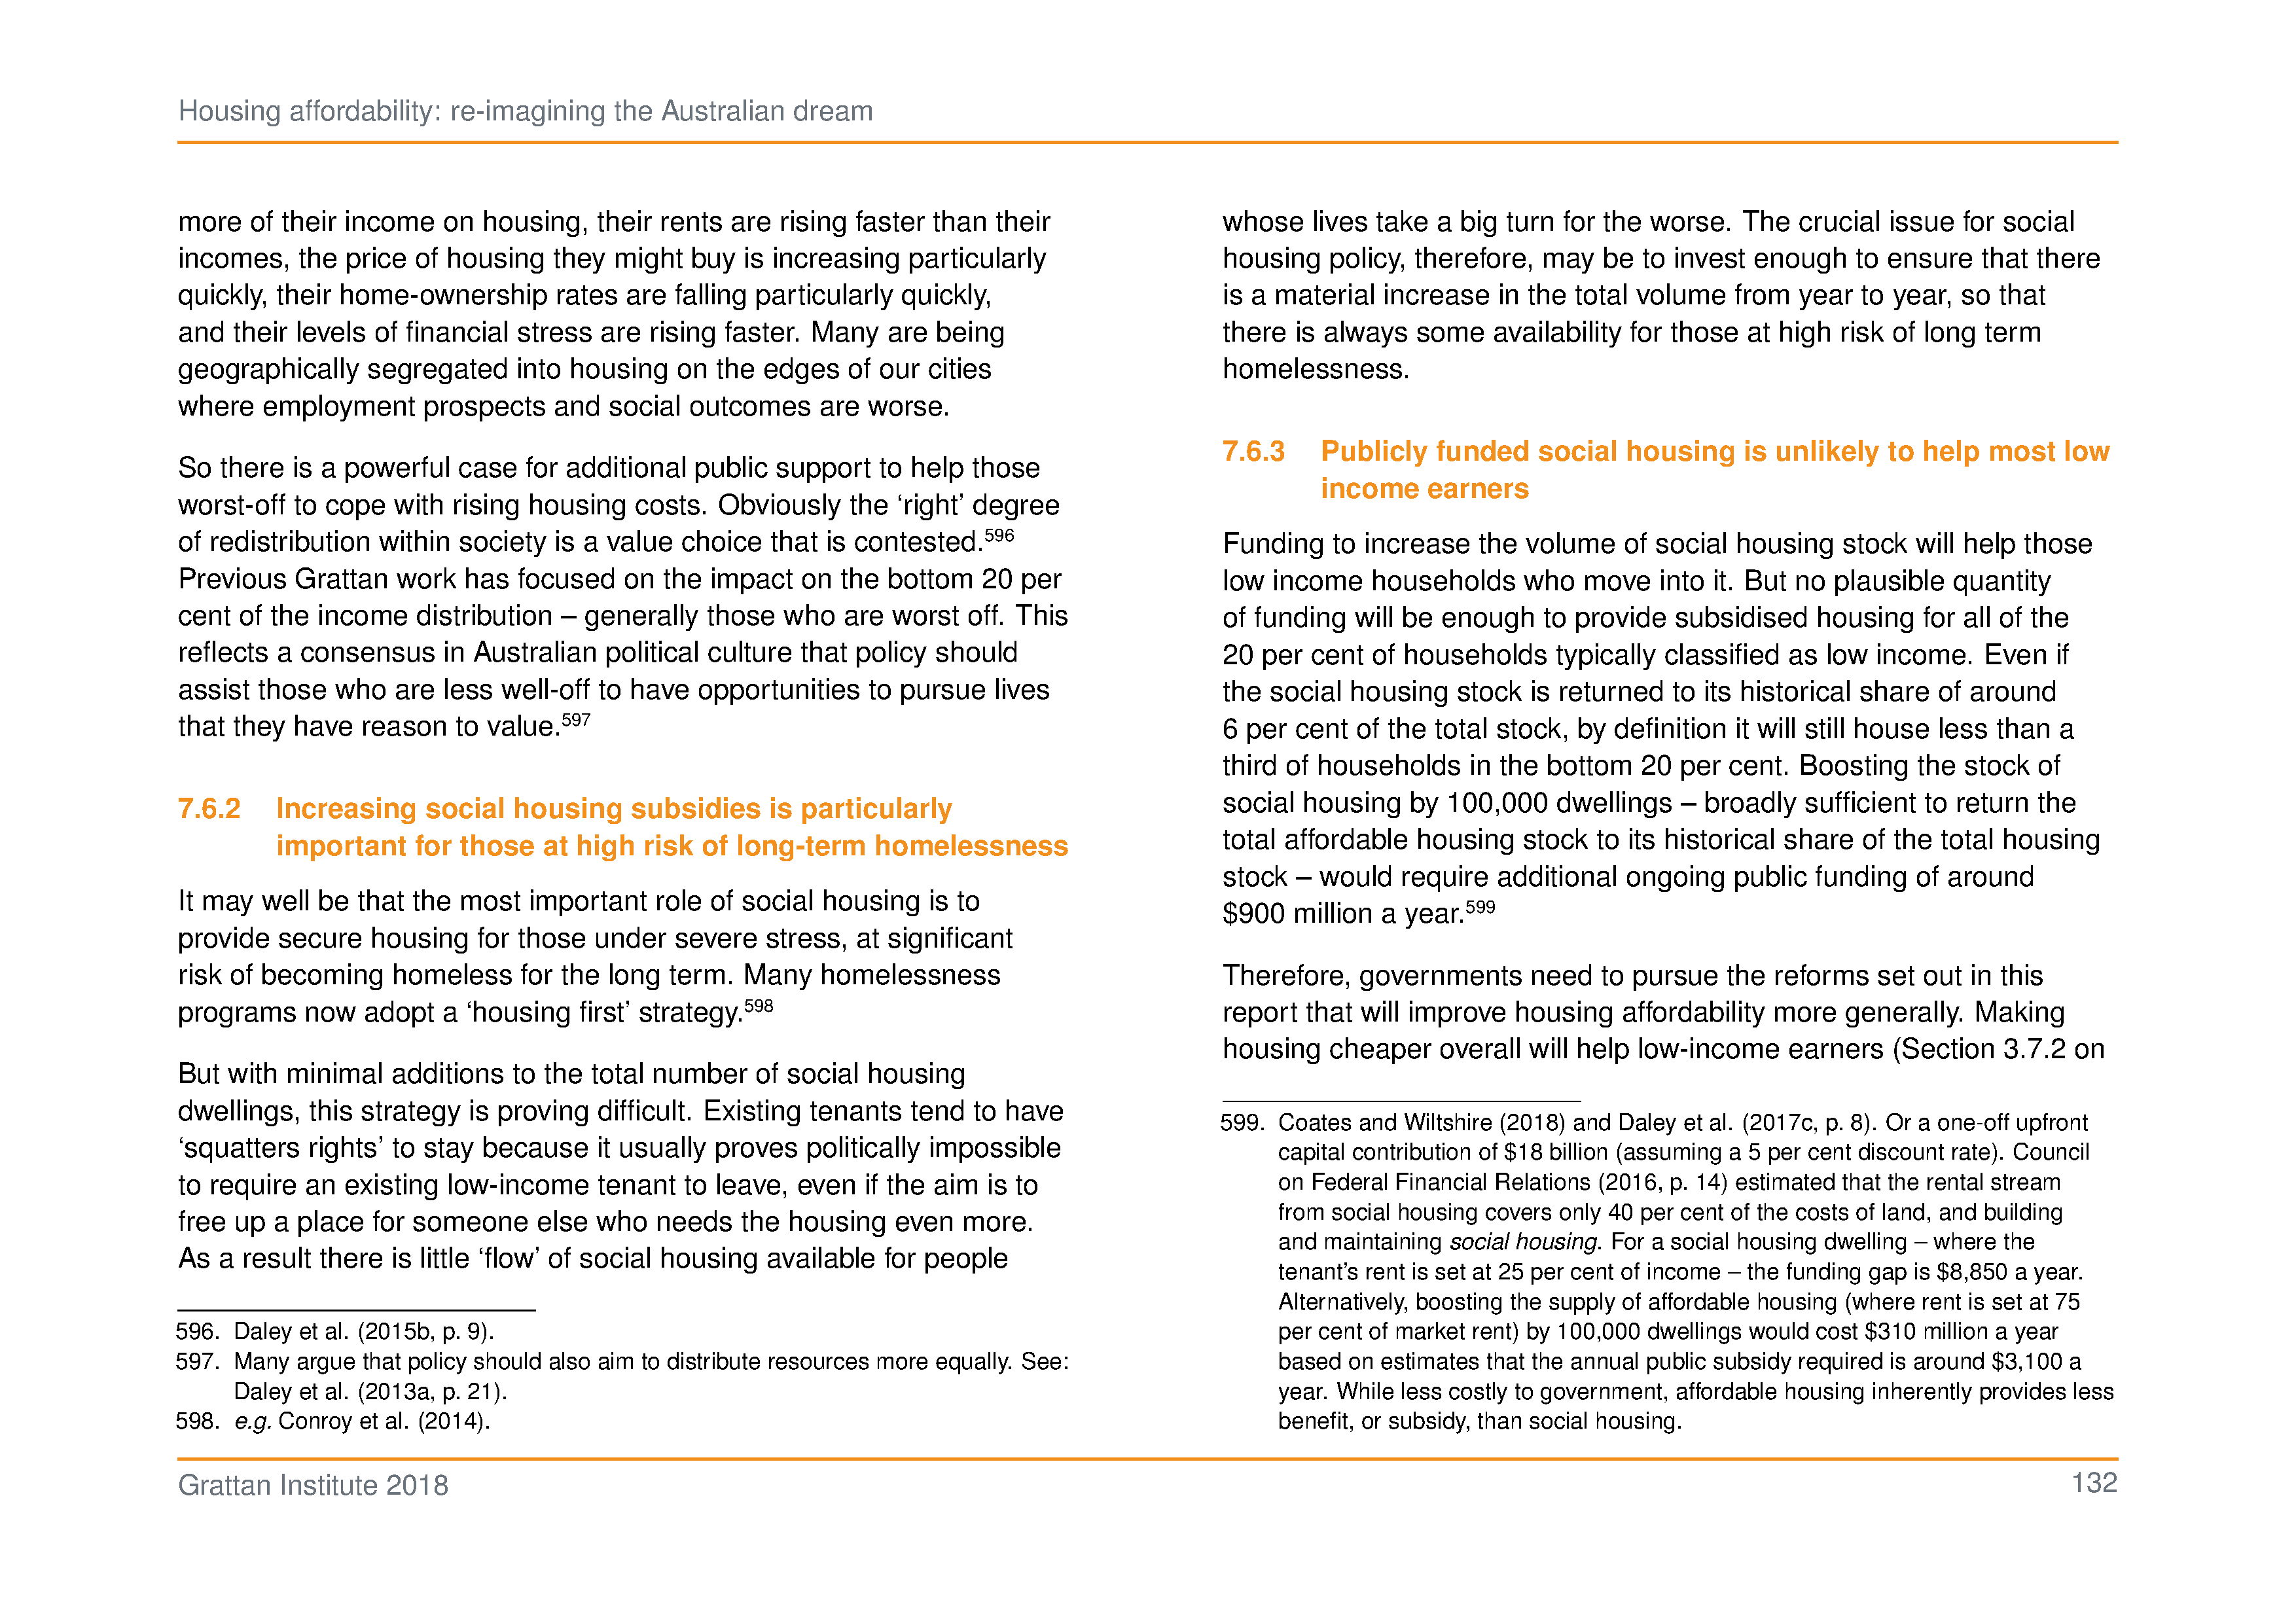 Housing affordability: re-imagining the Australian dream
more of their income on housing, their rents are rising faster than their
incomes, the price of housing they might buy is increasing particularly
quickly, their home-ownership rates are falling particularly quickly,
and their levels of financial stress are rising faster. Many are being
geographically segregated into housing on the edges of our cities
where employment prospects and social outcomes are worse.
So there is a powerful case for additional public support to help those
worst-off to cope with rising housing costs. Obviously the ‘right’ degree
of redistribution within society is a value choice that is contested.596
Previous Grattan work has focused on the impact on the bottom 20 per
cent of the income distribution – generally those who are worst off. This
reflects a consensus in Australian political culture that policy should
assist those who are less well-off to have opportunities to pursue lives
that they have reason to value.597
7.6.2 Increasing social housing subsidies is particularly
important for those at high risk of long-term homelessness
It may well be that the most important role of social housing is to
provide secure housing for those under severe stress, at significant
risk of becoming homeless for the long term. Many homelessness
programs now adopt a ‘housing first’ strategy.598
But with minimal additions to the total number of social housing
dwellings, this strategy is proving difficult. Existing tenants tend to have
‘squatters rights’ to stay because it usually proves politically impossible
to require an existing low-income tenant to leave, even if the aim is to
free up a place for someone else who needs the housing even more.
As a result there is little ‘flow’ of social housing available for people
596. Daley et al. (2015b, p. 9).
597. Many argue that policy should also aim to distribute resources more equally. See:
Daley et al. (2013a, p. 21).
598. e.g. Conroy et al. (2014).
whose lives take a big turn for the worse. The crucial issue for social
housing policy, therefore, may be to invest enough to ensure that there
is a material increase in the total volume from year to year, so that
there is always some availability for those at high risk of long term
homelessness.
7.6.3 Publicly funded social housing is unlikely to help most low
income earners
Funding to increase the volume of social housing stock will help those
low income households who move into it. But no plausible quantity
of funding will be enough to provide subsidised housing for all of the
20 per cent of households typically classified as low income. Even if
the social housing stock is returned to its historical share of around
6 per cent of the total stock, by definition it will still house less than a
third of households in the bottom 20 per cent. Boosting the stock of
social housing by 100,000 dwellings – broadly sufficient to return the
total affordable housing stock to its historical share of the total housing
stock – would require additional ongoing public funding of around
$900 million a year.599
Therefore, governments need to pursue the reforms set out in this
report that will improve housing affordability more generally. Making
housing cheaper overall will help low-income earners (Section 3.7.2 on
599. Coates and Wiltshire (2018) and Daley et al. (2017c, p. 8). Or a one-off upfront
capital contribution of $18 billion (assuming a 5 per cent discount rate). Council
on Federal Financial Relations (2016, p. 14) estimated that the rental stream
from social housing covers only 40 per cent of the costs of land, and building
and maintaining social housing. For a social housing dwelling – where the
tenant’s rent is set at 25 per cent of income – the funding gap is $8,850 a year.
Alternatively, boosting the supply of affordable housing (where rent is set at 75
per cent of market rent) by 100,000 dwellings would cost $310 million a year
based on estimates that the annual public subsidy required is around $3,100 a
year. While less costly to government, affordable housing inherently provides less
benefit, or subsidy, than social housing.
Grattan Institute 2018
132